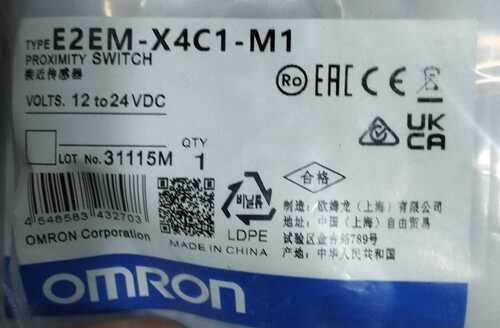 TYPE E2EM-X4C1-M1
PROXIMITY SWITCH
接近传感器
VOLTS. 12 to 24 VDC
Ro EAC CE
UK
CA
QTY
LOT No. 31115M 1
合格
4 548583 432703
OMRON Corporation
비닐류
LDPE
MADE IN CHINA
制造: 欧姆龙(上海)有限公司
地址: 中国(上海)自由贸易
试验区金吉路789号
产地: 中华人民共和国
OMRON